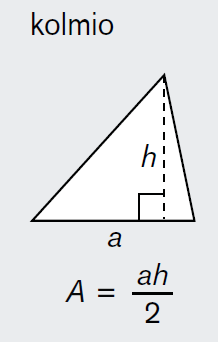 kolmio
h
a
A = ah/2